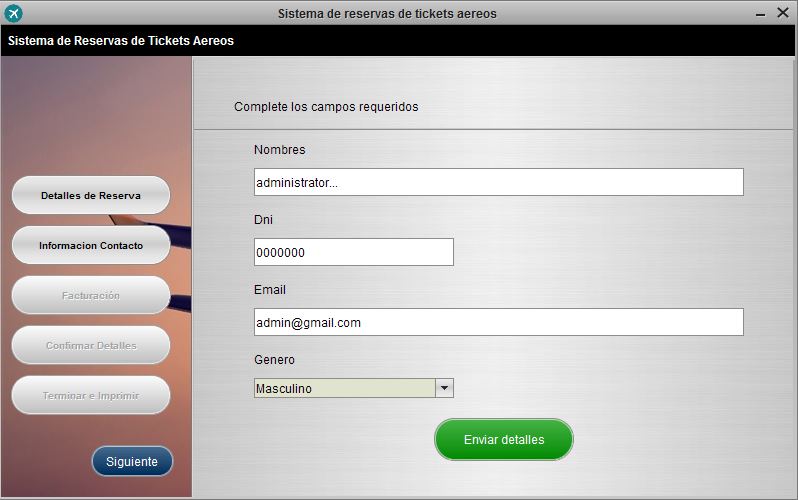 Sistema de reservas de tickets aereos
Sistema de Reservas de Tickets Aereos
Detalles de Reserva
Informacion Contacto
Facturación
Confirmar Detalles
Terminar e Imprimir
Siguiente
Complete los campos requeridos
Nombres
administrator...
Dni
0000000
Email
admin@gmail.com
Genero
Masculino
Enviar detalles